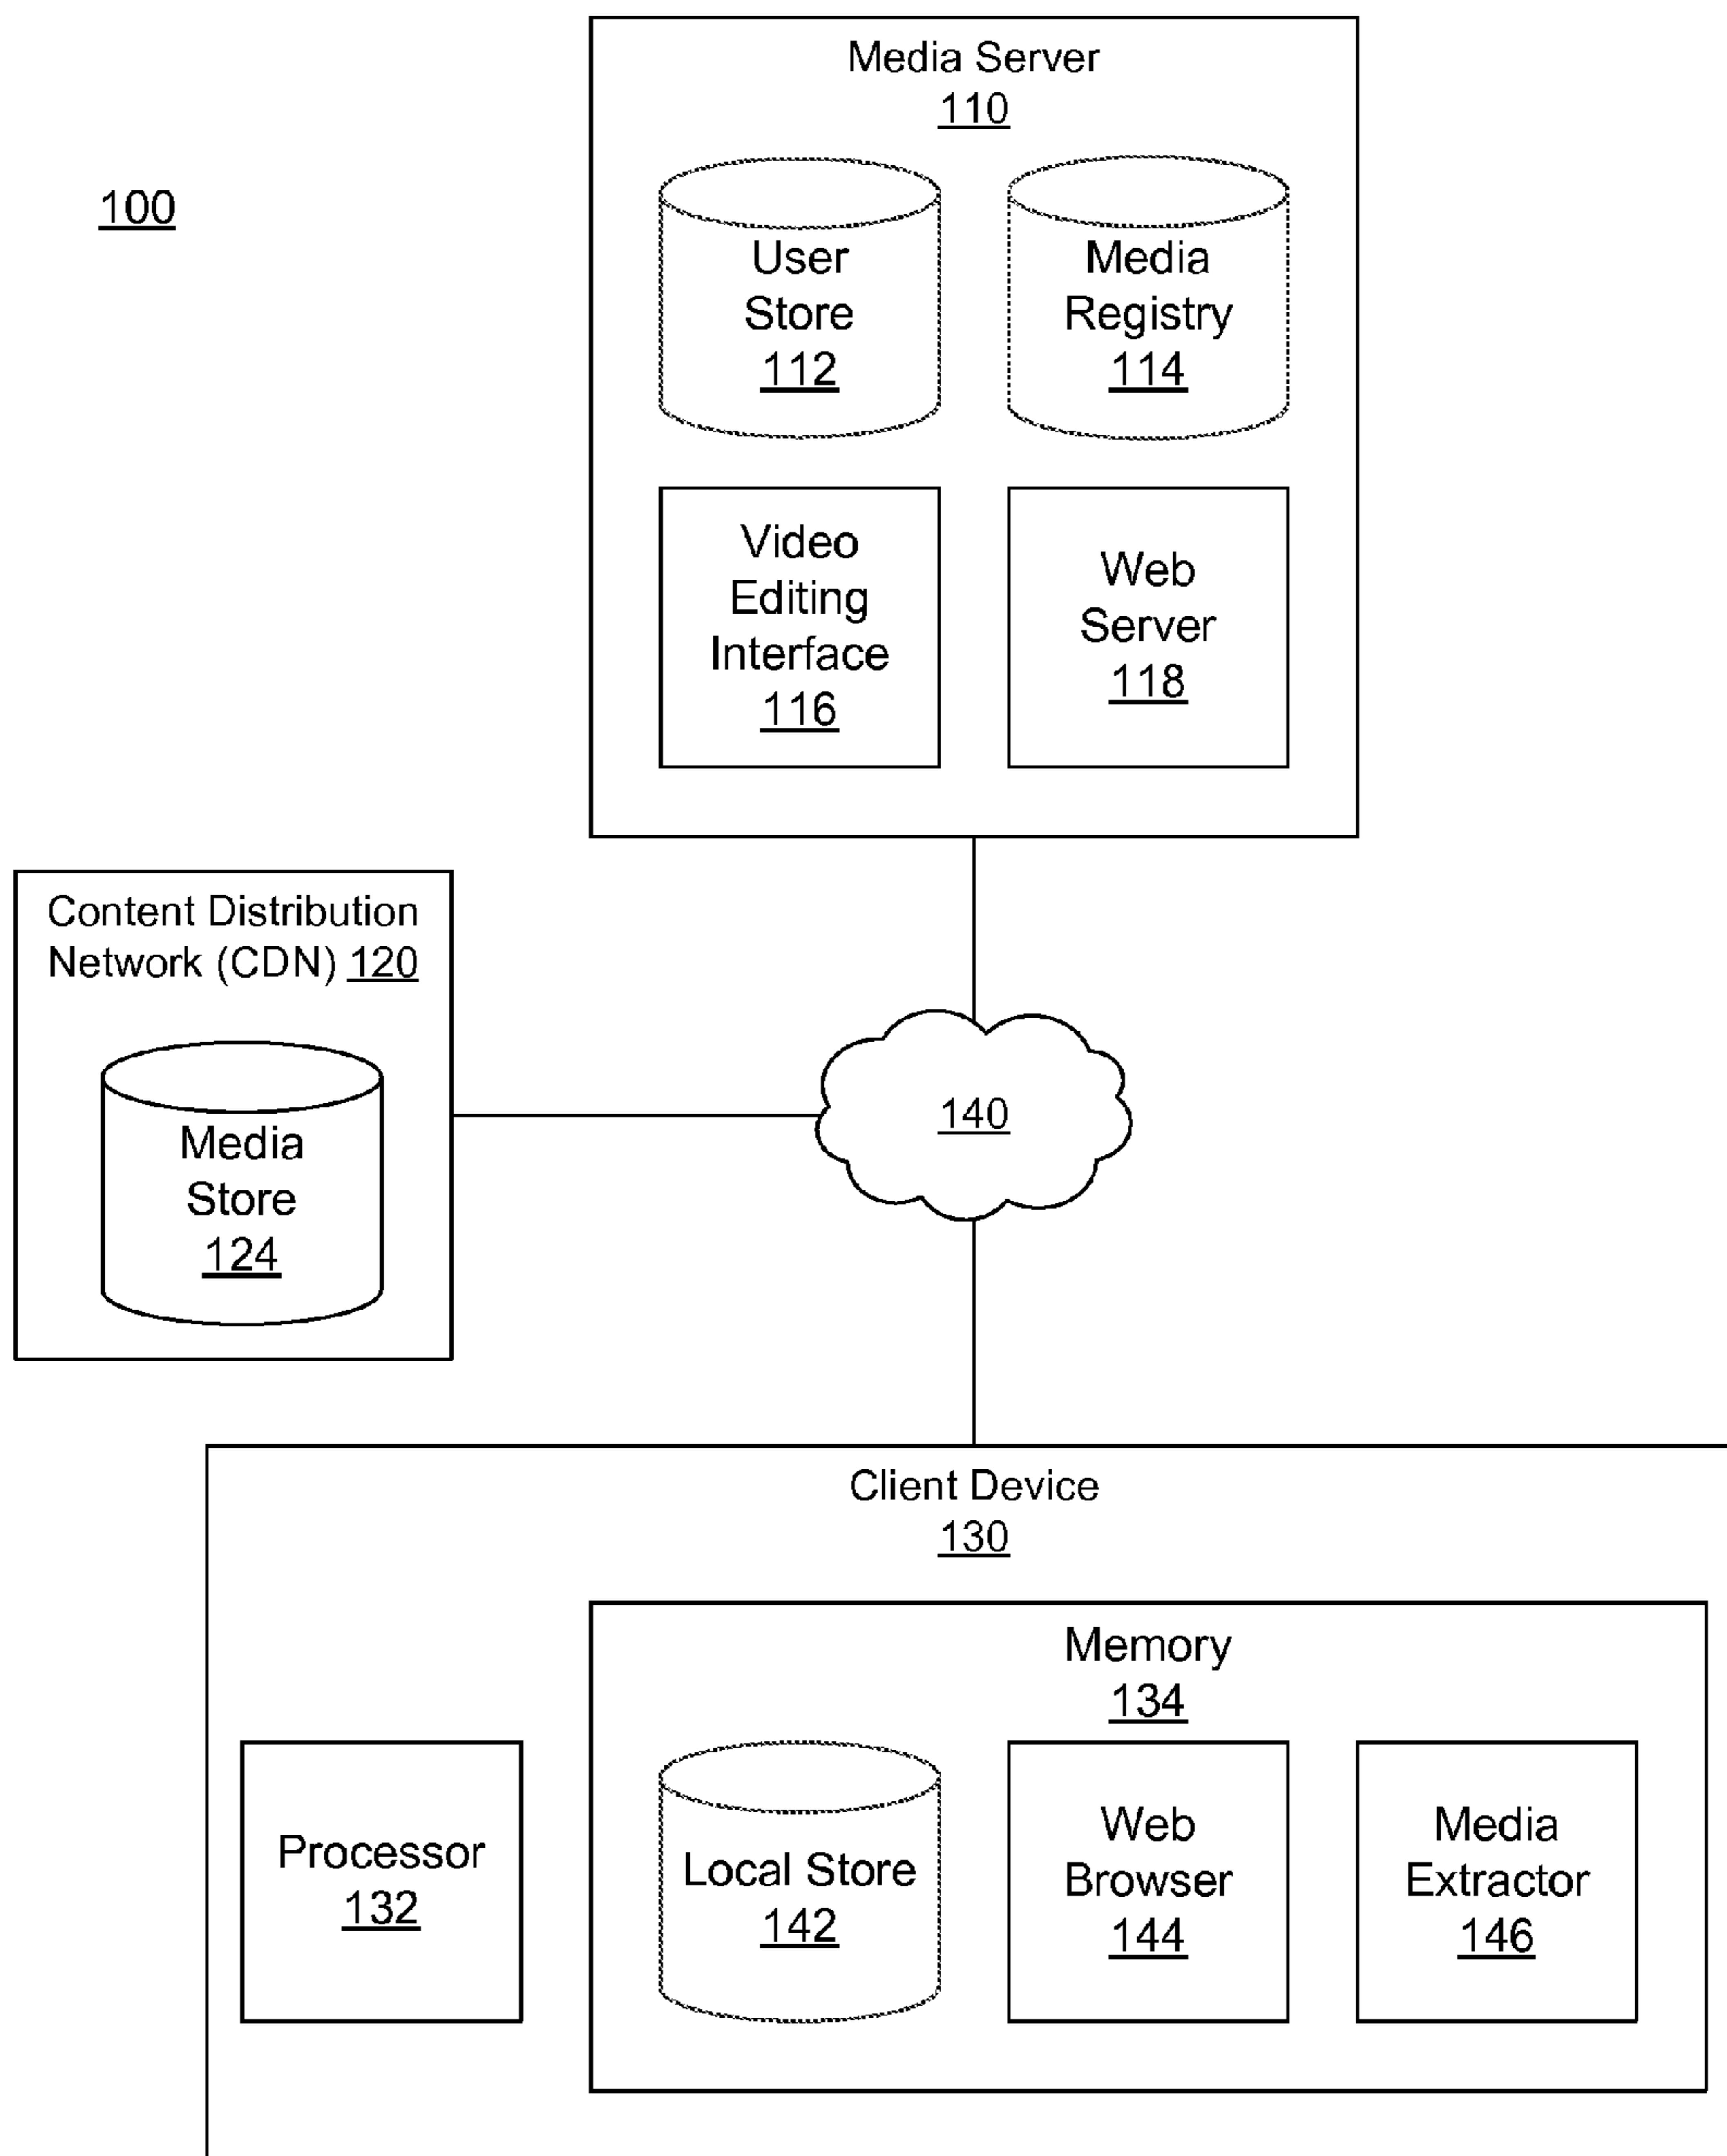 Media Server
110
100
User
Store
112
Media
Registry
114
Video
Editing
Interface
116
Web
Server
118
Content Distribution
Network (CDN) 120
Media
Store
124
140
Client Device
130
Memory
134
Processor
132
Local Store
142
Web
Browser
144
Media
Extractor
146